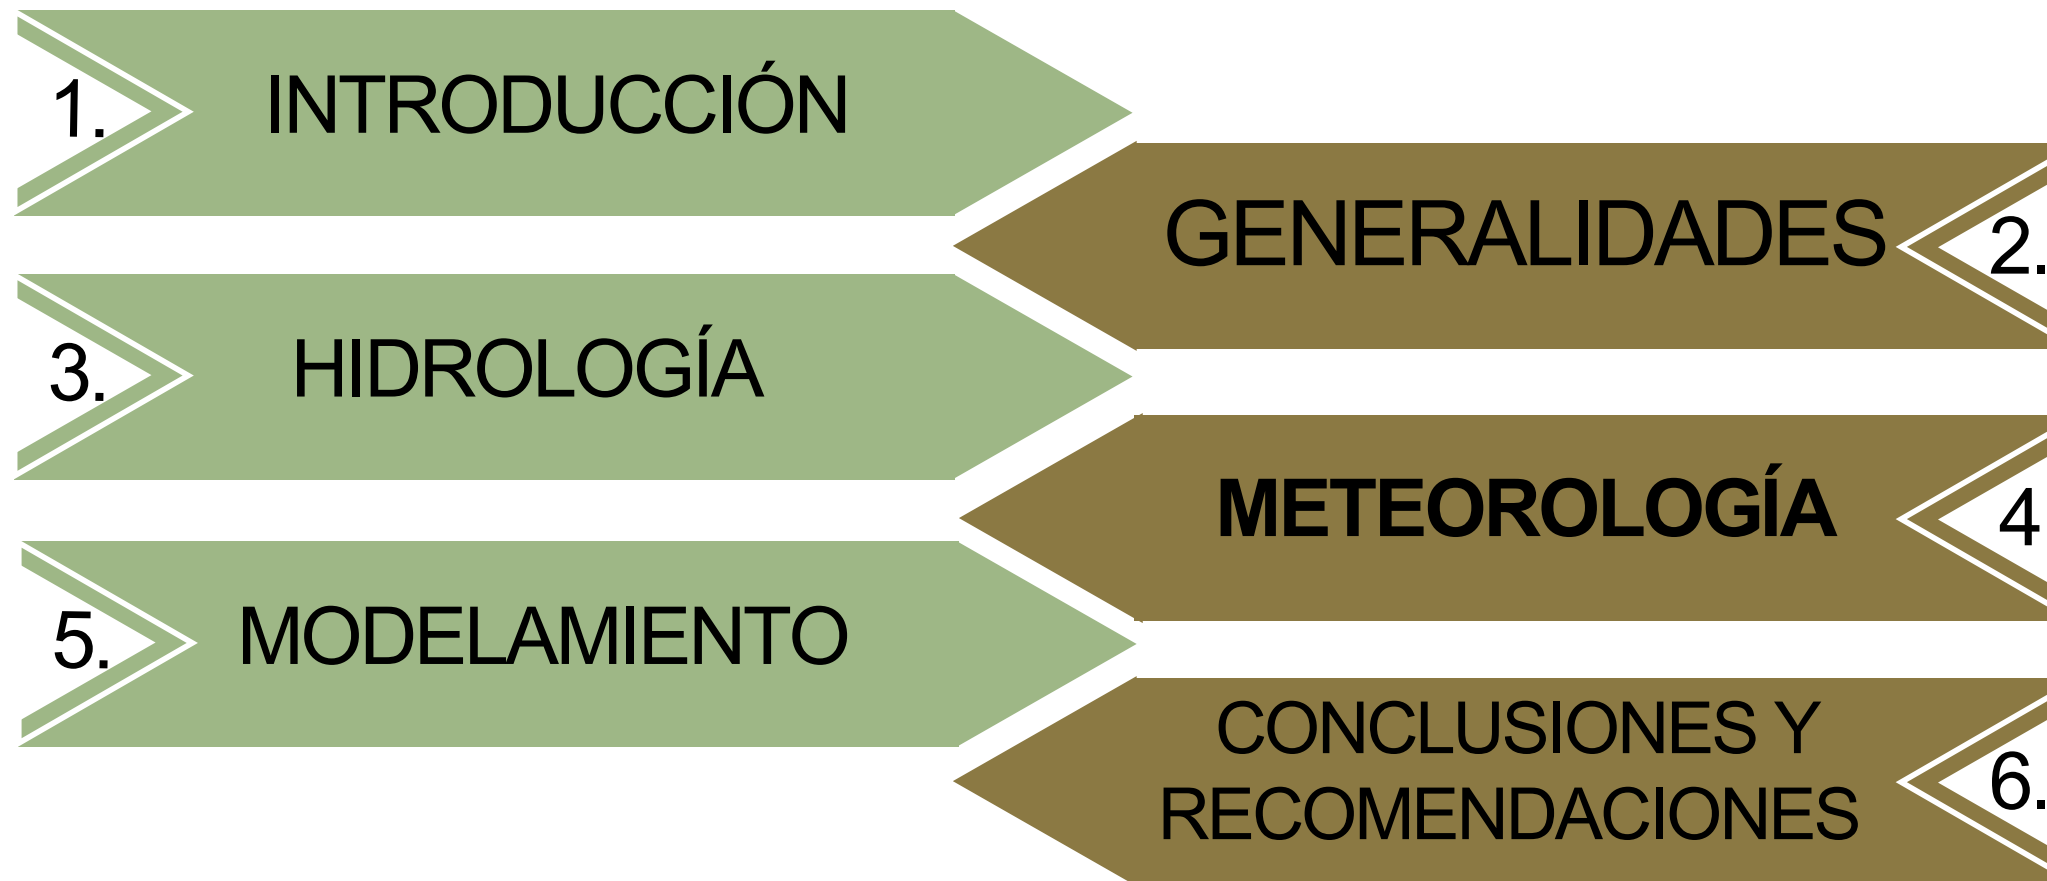 1. INTRODUCCIÓN
GENERALIDADES 2.
3. HIDROLOGÍA
METEOROLOGÍA 4
5. MODELAMIENTO
CONCLUSIONES Y
RECOMENDACIONES 6.